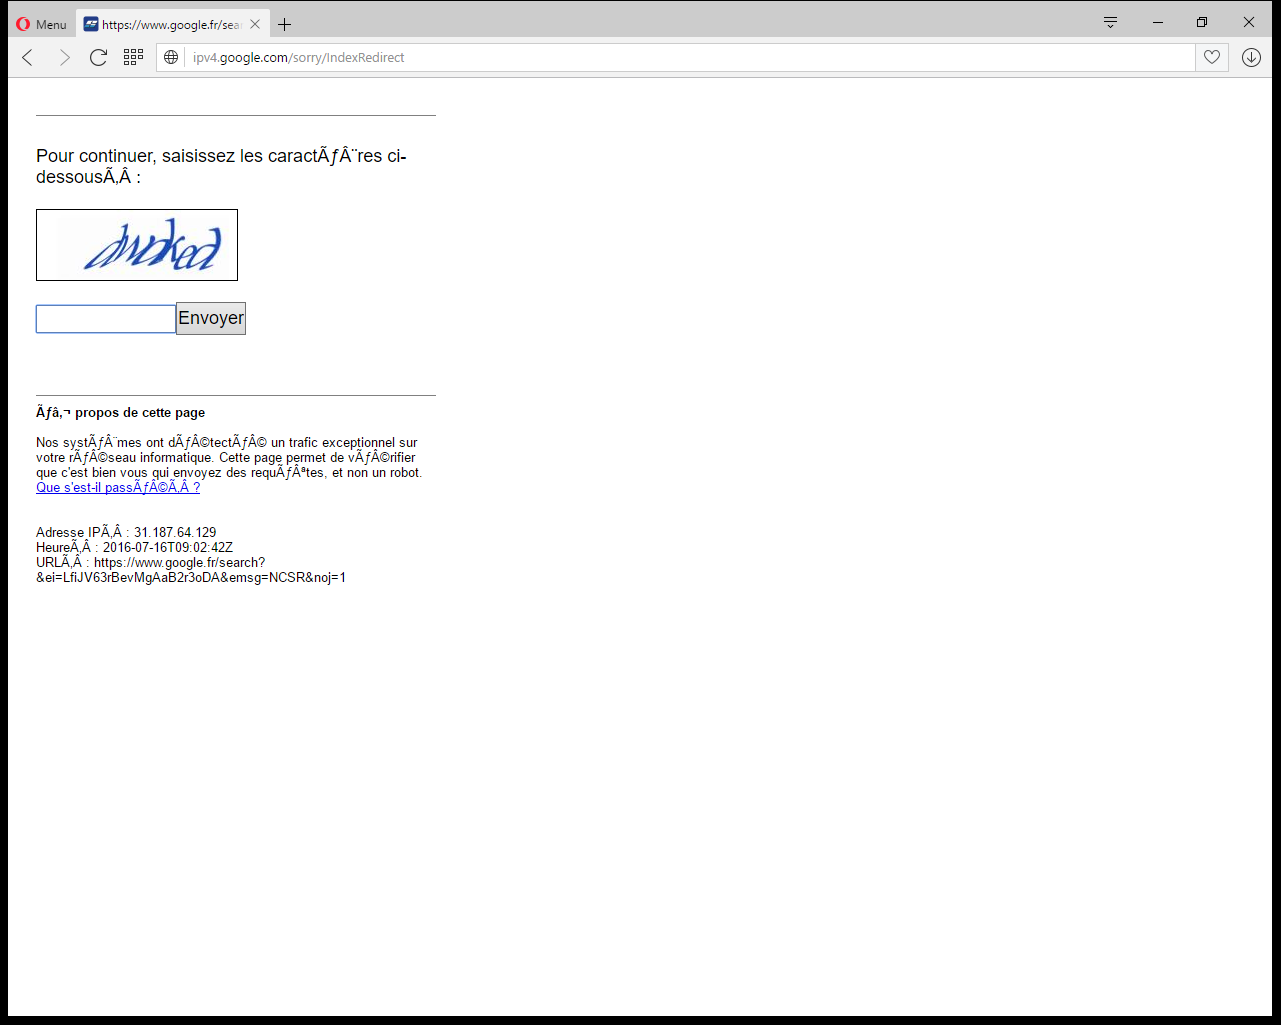 Menu
https://www.google.fr/sear
ipv4.google.com/sorry/IndexRedirect
Pour continuer, saisissez les caractÃƒÂ¨res ci-
dessousÃ‚Â :
Envoyer
Ãƒâ‚¬ propos de cette page
Nos systÃƒÂ¨mes ont dÃƒÂ©tectÃƒÂ© un trafic exceptionnel sur
votre rÃƒÂ©seau informatique. Cette page permet de vÃƒÂ©rifier
que c'est bien vous qui envoyez des requÃƒÂªtes, et non un robot.
Que s'est-il passÃƒÂ©Ã‚Â ?
Adresse IPÃ‚Â : 31.187.64.129
HeureÃ‚Â : 2016-07-16T09:02:42Z
URLÃ‚Â : https://www.google.fr/search?
&ei=LfiJV63rBevMgAaB2r3oDA&emsg=NCSR&noj=1